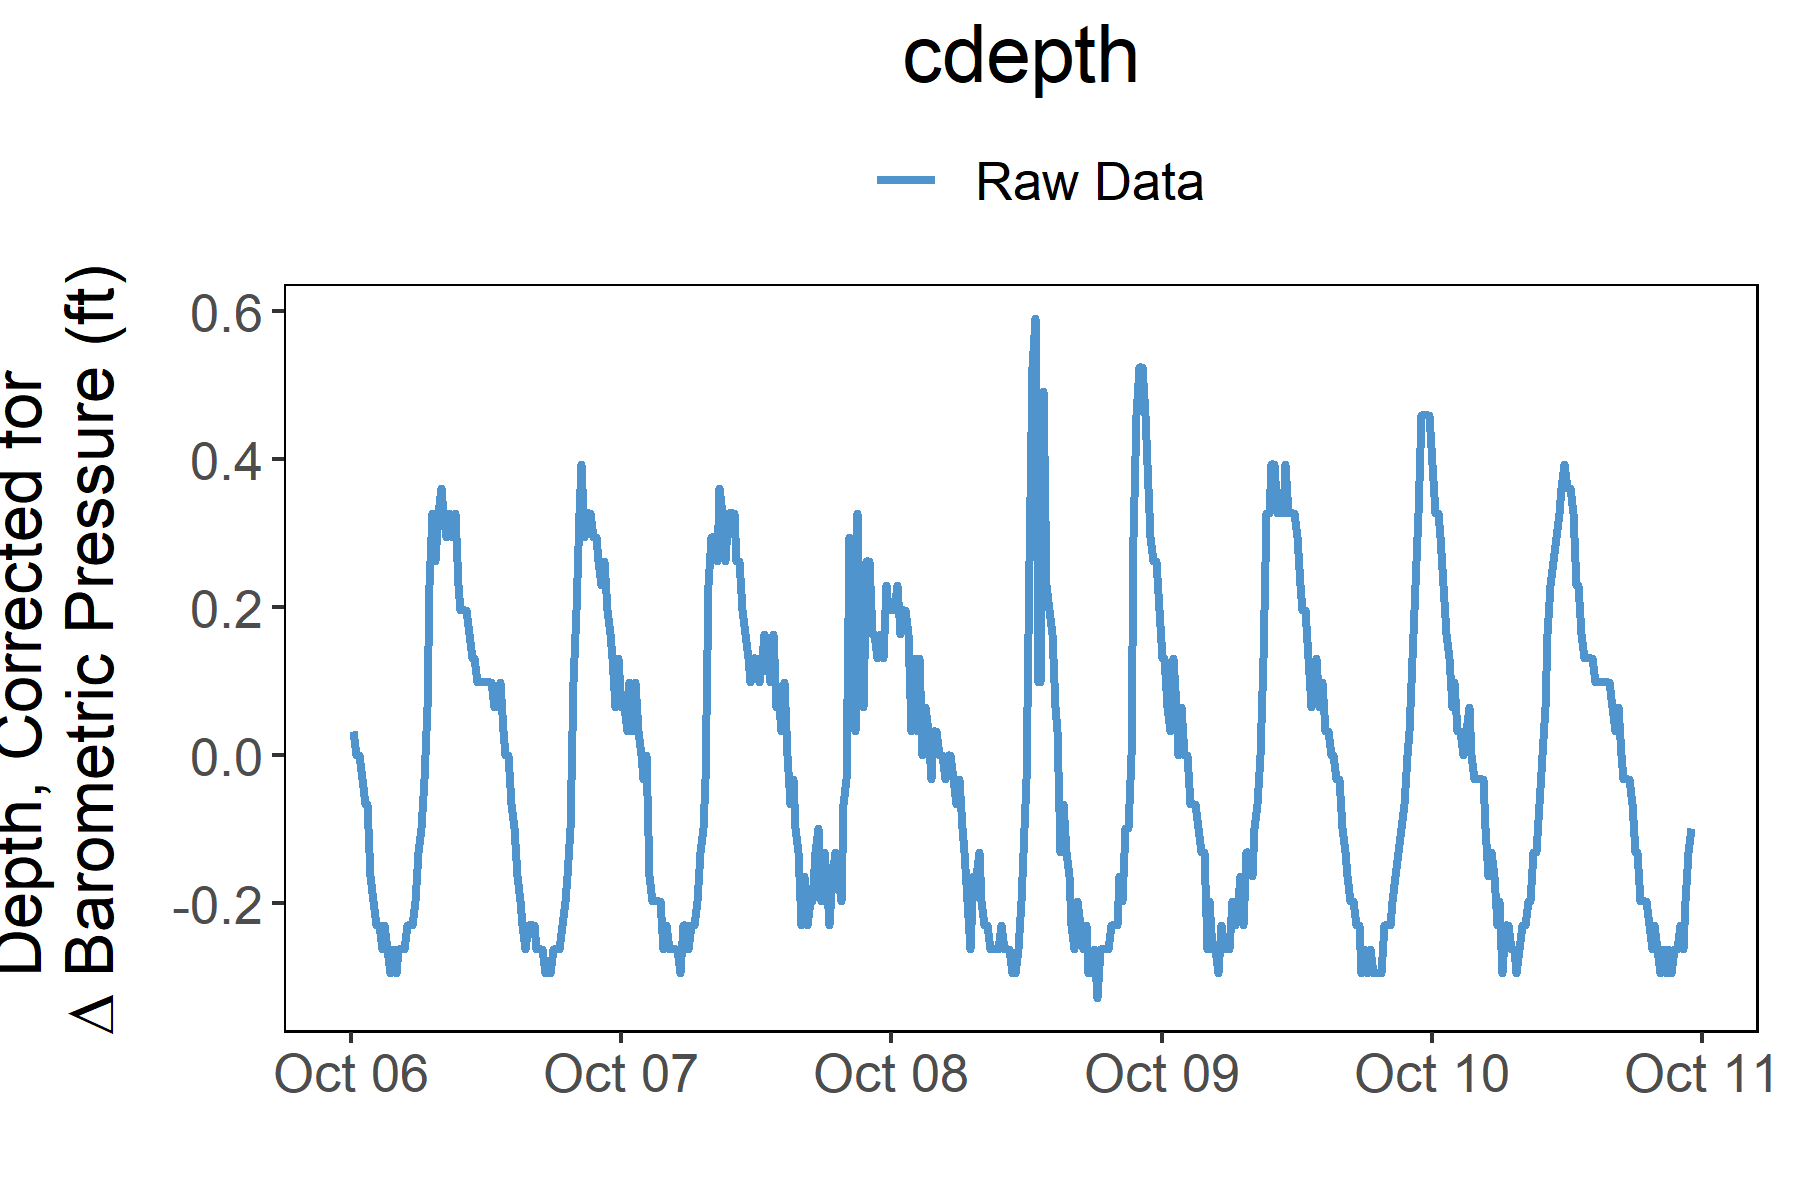 cdepth
Raw Data
Depth, Corrected for
Δ Barometric Pressure (ft)
0.6
0.4
0.2
0.0
-0.2
Oct 06 Oct 07 Oct 08 Oct 09 Oct 10 Oct 11